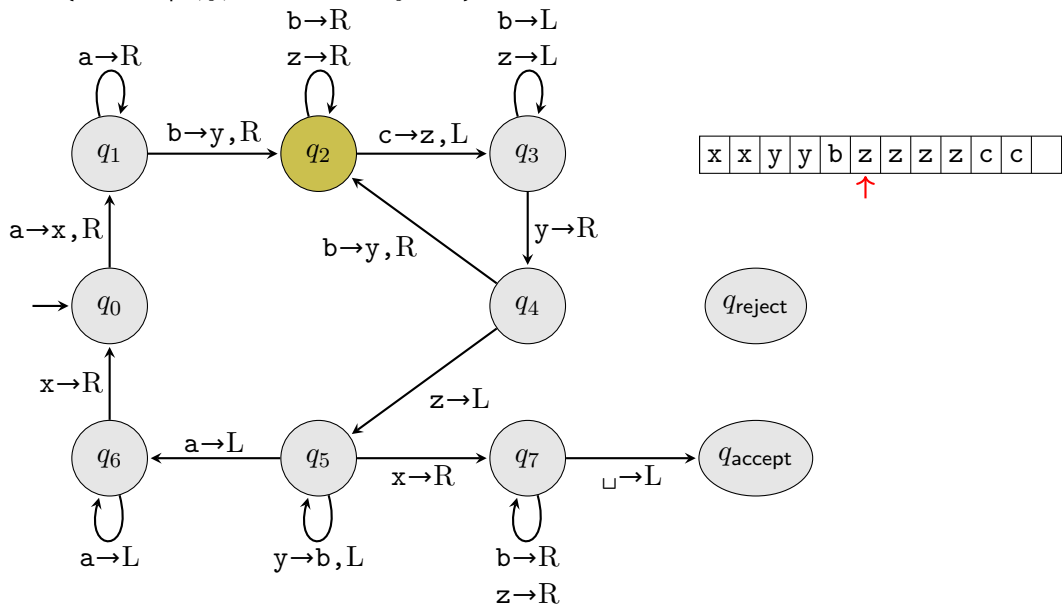 b→R
b→L
z→R
z→L
a→R
q1
b→y,R
q2
c→z,L
q3
x x y y b z z z z c c
↑
a→x,R
b→y,R
y→R
q0
q4
qreject
x→R
z→L
q6
a→L
q5
x→R
q7
␣→L
qaccept
a→L
y→b,L
b→R
z→R